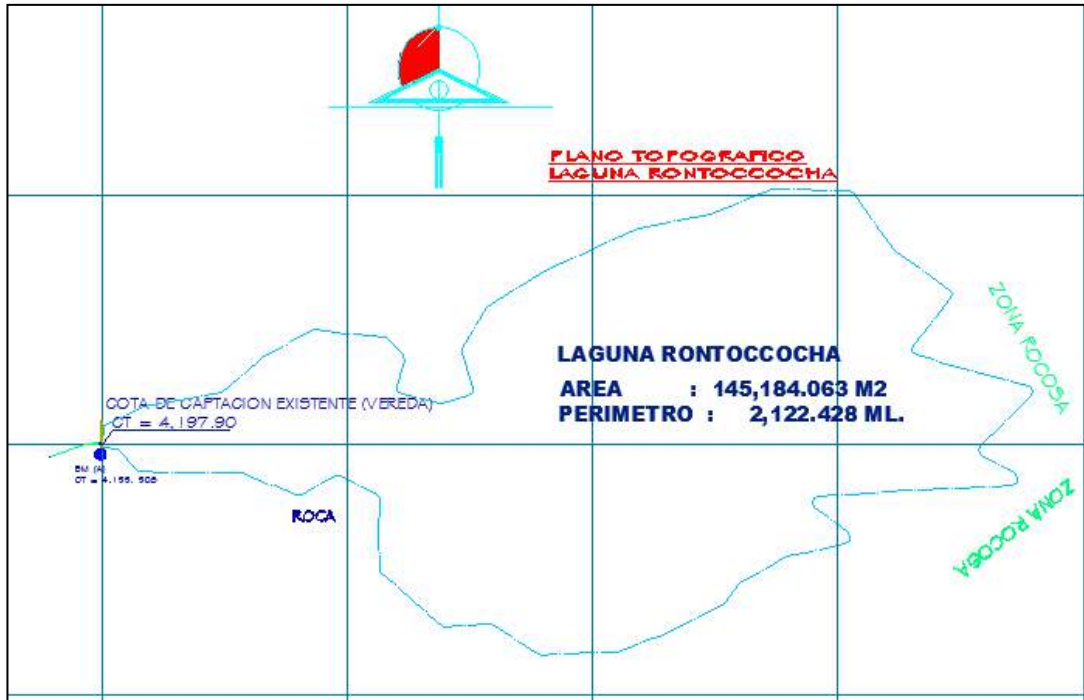 PLANO TOPOGRAFICO
LAGUNA RONTOCCOCHA
ZONA ROCOSA
LAGUNA RONTOCCOCHA
AREA : 145,184.063 M2
PERIMETRO : 2,122.428 ML.
COTA DE CAPTACION EXISTENTE (VEREDA)
CT = 4,197.90
BM (A)
ROCA
ZONA ROCOSA